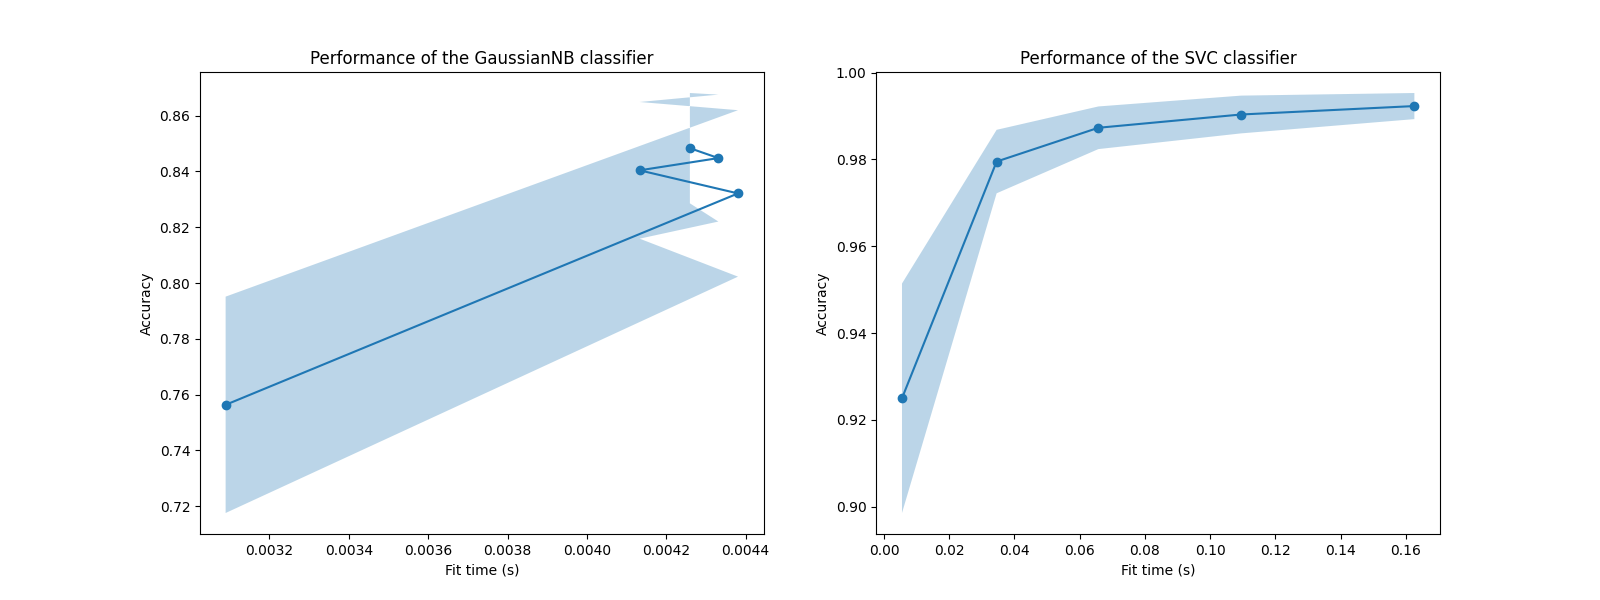 Performance of the GaussianNB classifier
Accuracy
0.86
0.84
0.82
0.80
0.78
0.76
0.74
0.72
0.0032 0.0034 0.0036 0.0038 0.0040 0.0042 0.0044
Fit time (s)
Performance of the SVC classifier
Accuracy
1.00
0.98
0.96
0.94
0.92
0.90
0.00 0.02 0.04 0.06 0.08 0.10 0.12 0.14 0.16
Fit time (s)